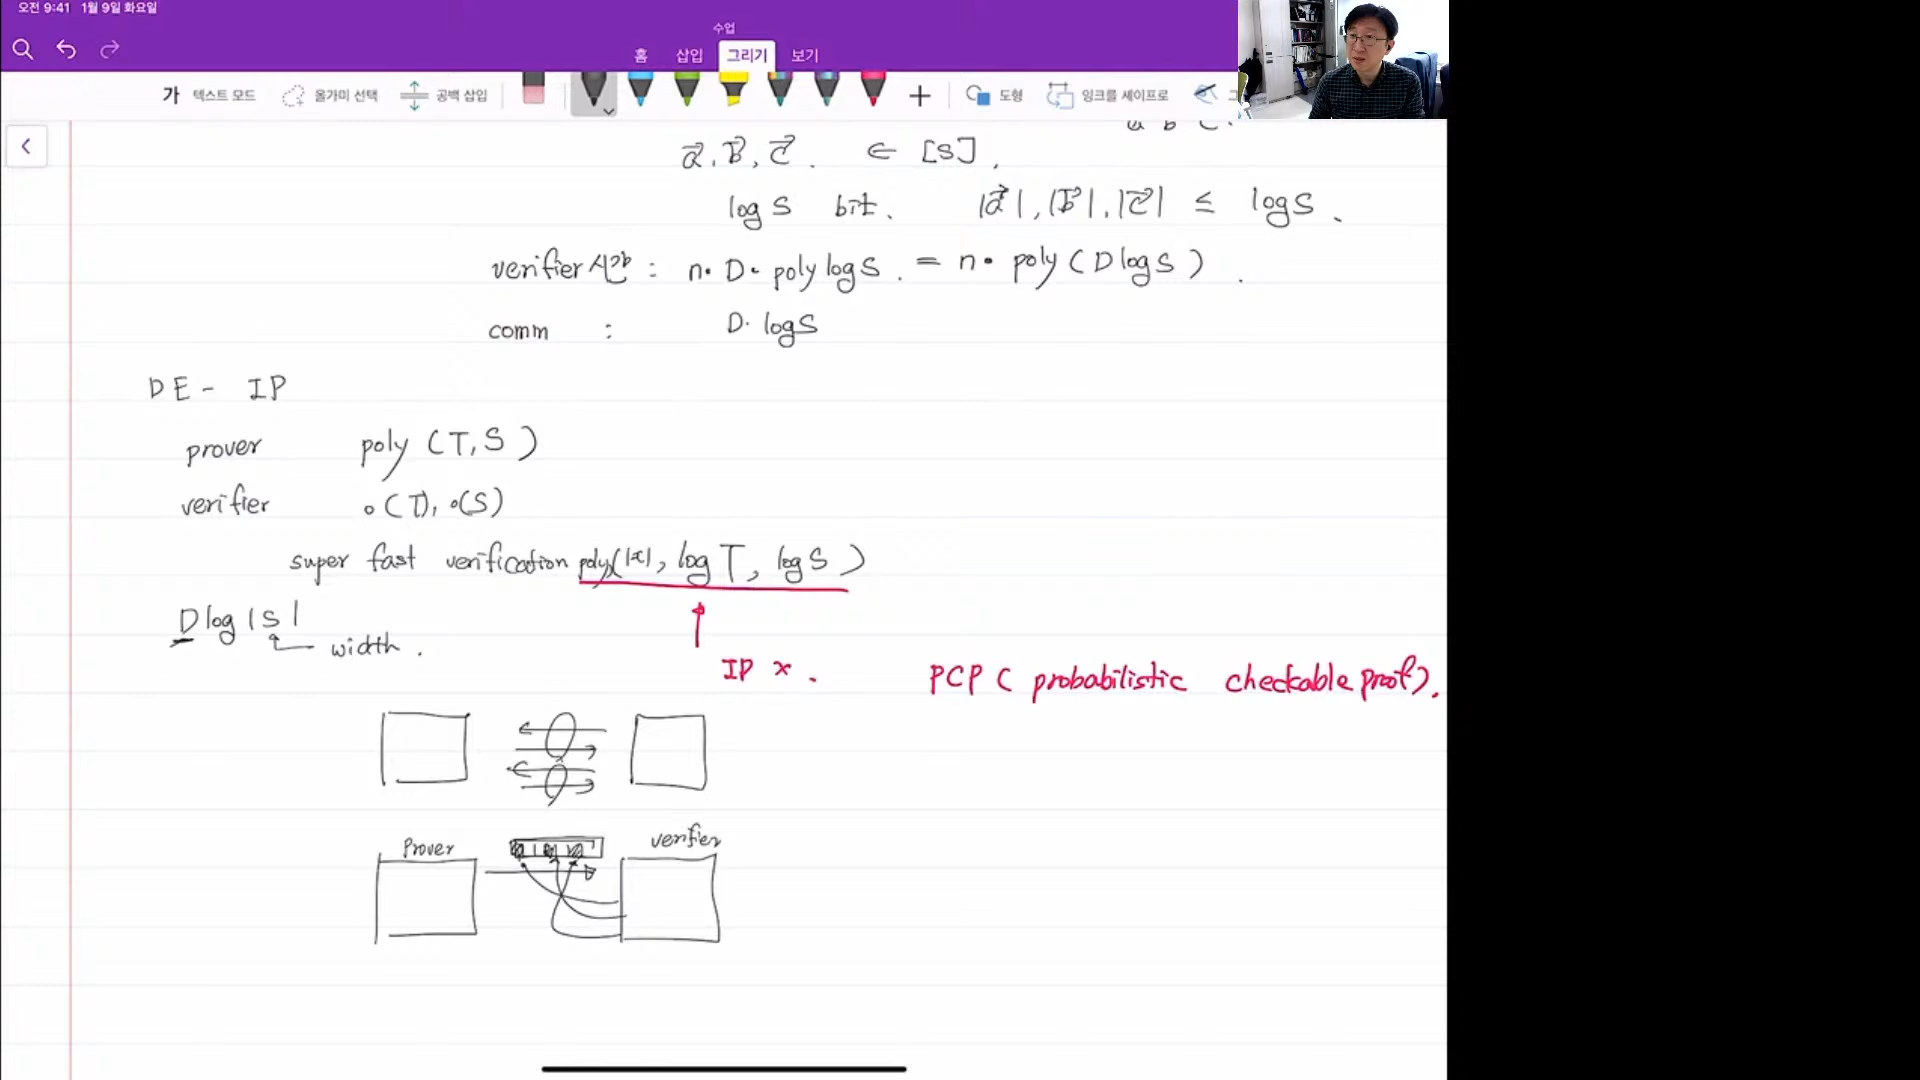 오전 9:41 1월 9일 화요일
수업
홈 삽입 그리기 보기
가 텍스트 모드 올가미 선택 공백 삽입 도형 잉크를 셰이프로
a⃗, b⃗, c⃗. ∈ [S],
log S bit. |a⃗|, |b⃗|, |c⃗| ≤ log S.
verifier 시간 : n· D· poly log S. = n· poly (D log S).
comm : D· log S
DE - IP
prover poly (T, S)
verifier o(T), o(S)
super fast verification poly(|x|, log T, log S)
D log |S|
width.
IP x. PCP ( probabilistic checkable proof).
Prover verifier